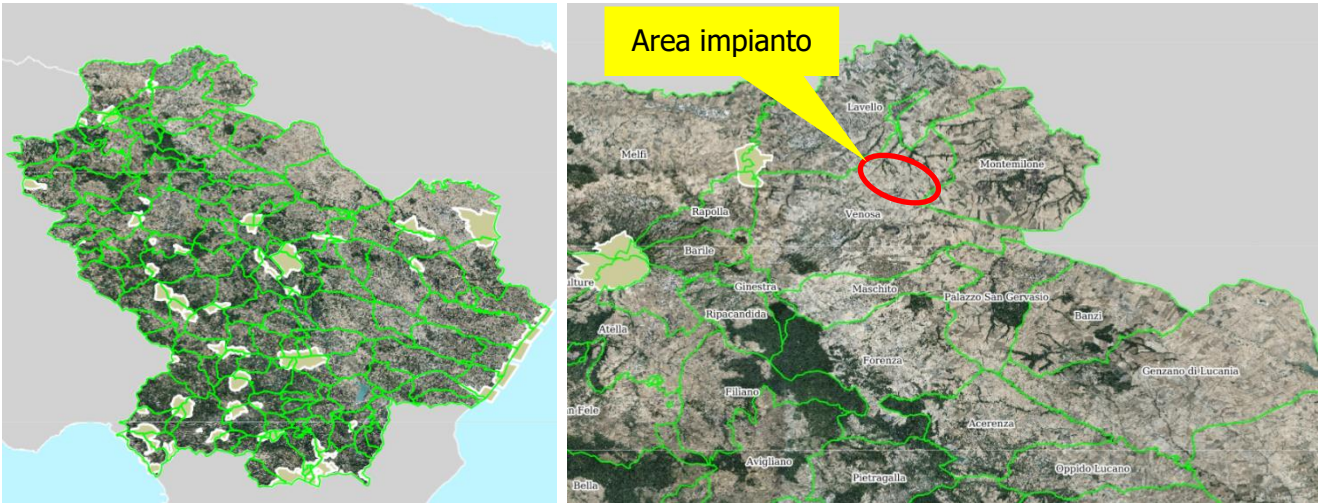 Area impianto
Lavello
Melfi
Montemilone
Rapolla
Venosa
Barile
ulture
Ginestra
Maschito
Palazzo San Gervasio
Banzi
Ripacandida
Atella
Forenza
Genzano di Lucania
Filiano
an Fele
Acerenza
Avigliano
Oppido Lucano
Pietragalla
Bella